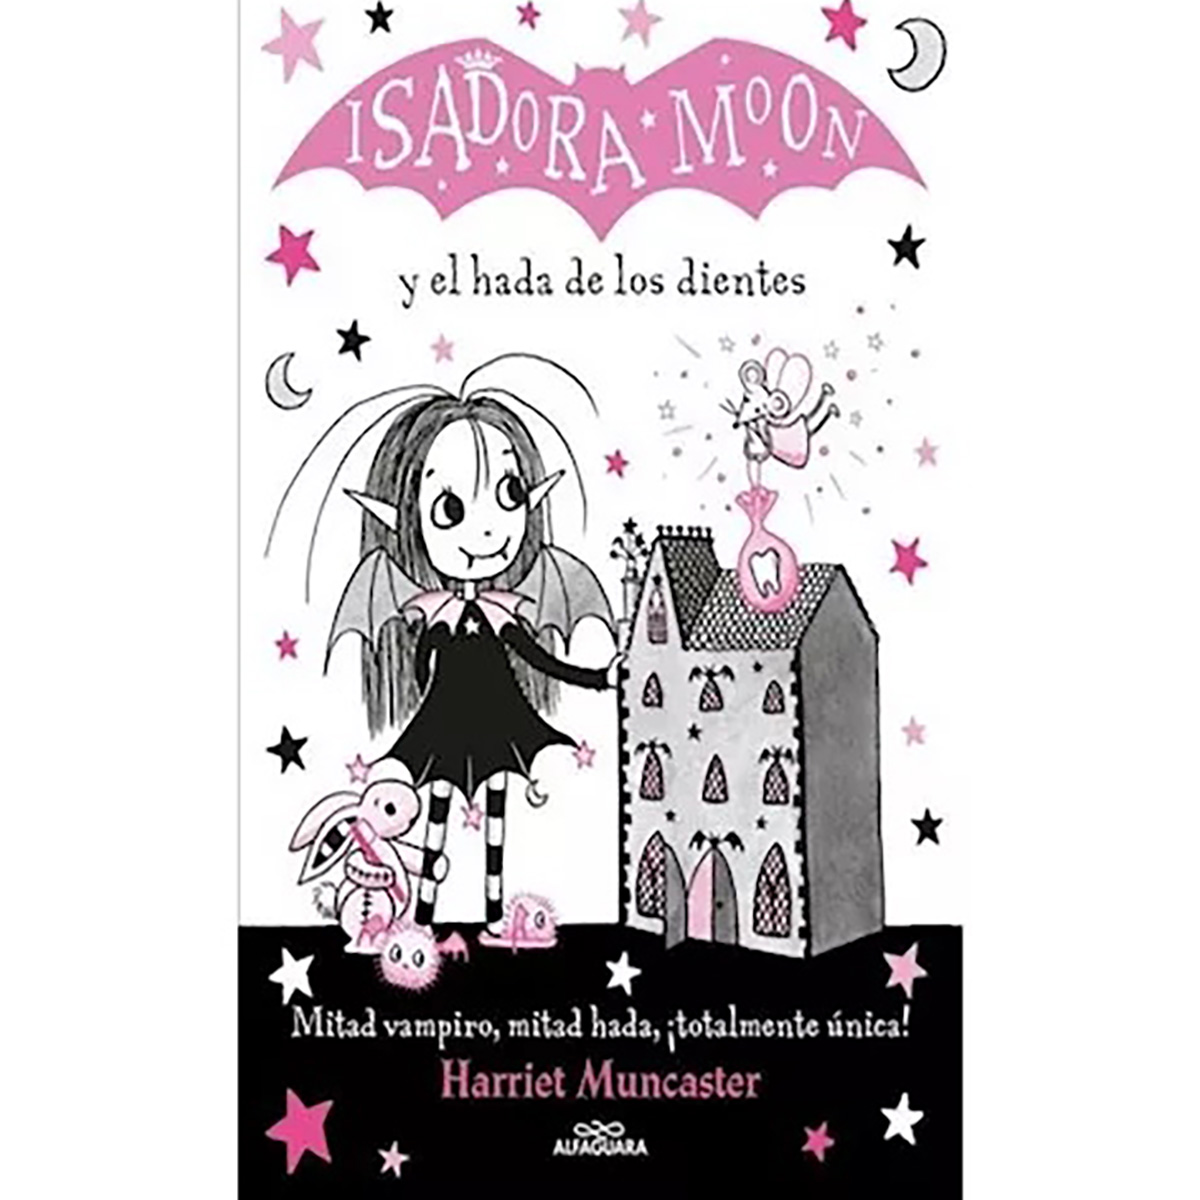 ISADORA MOON
y el hada de los dientes
Mitad vampiro, mitad hada, ¡totalmente única!
Harriet Muncaster
ALFAGUARA